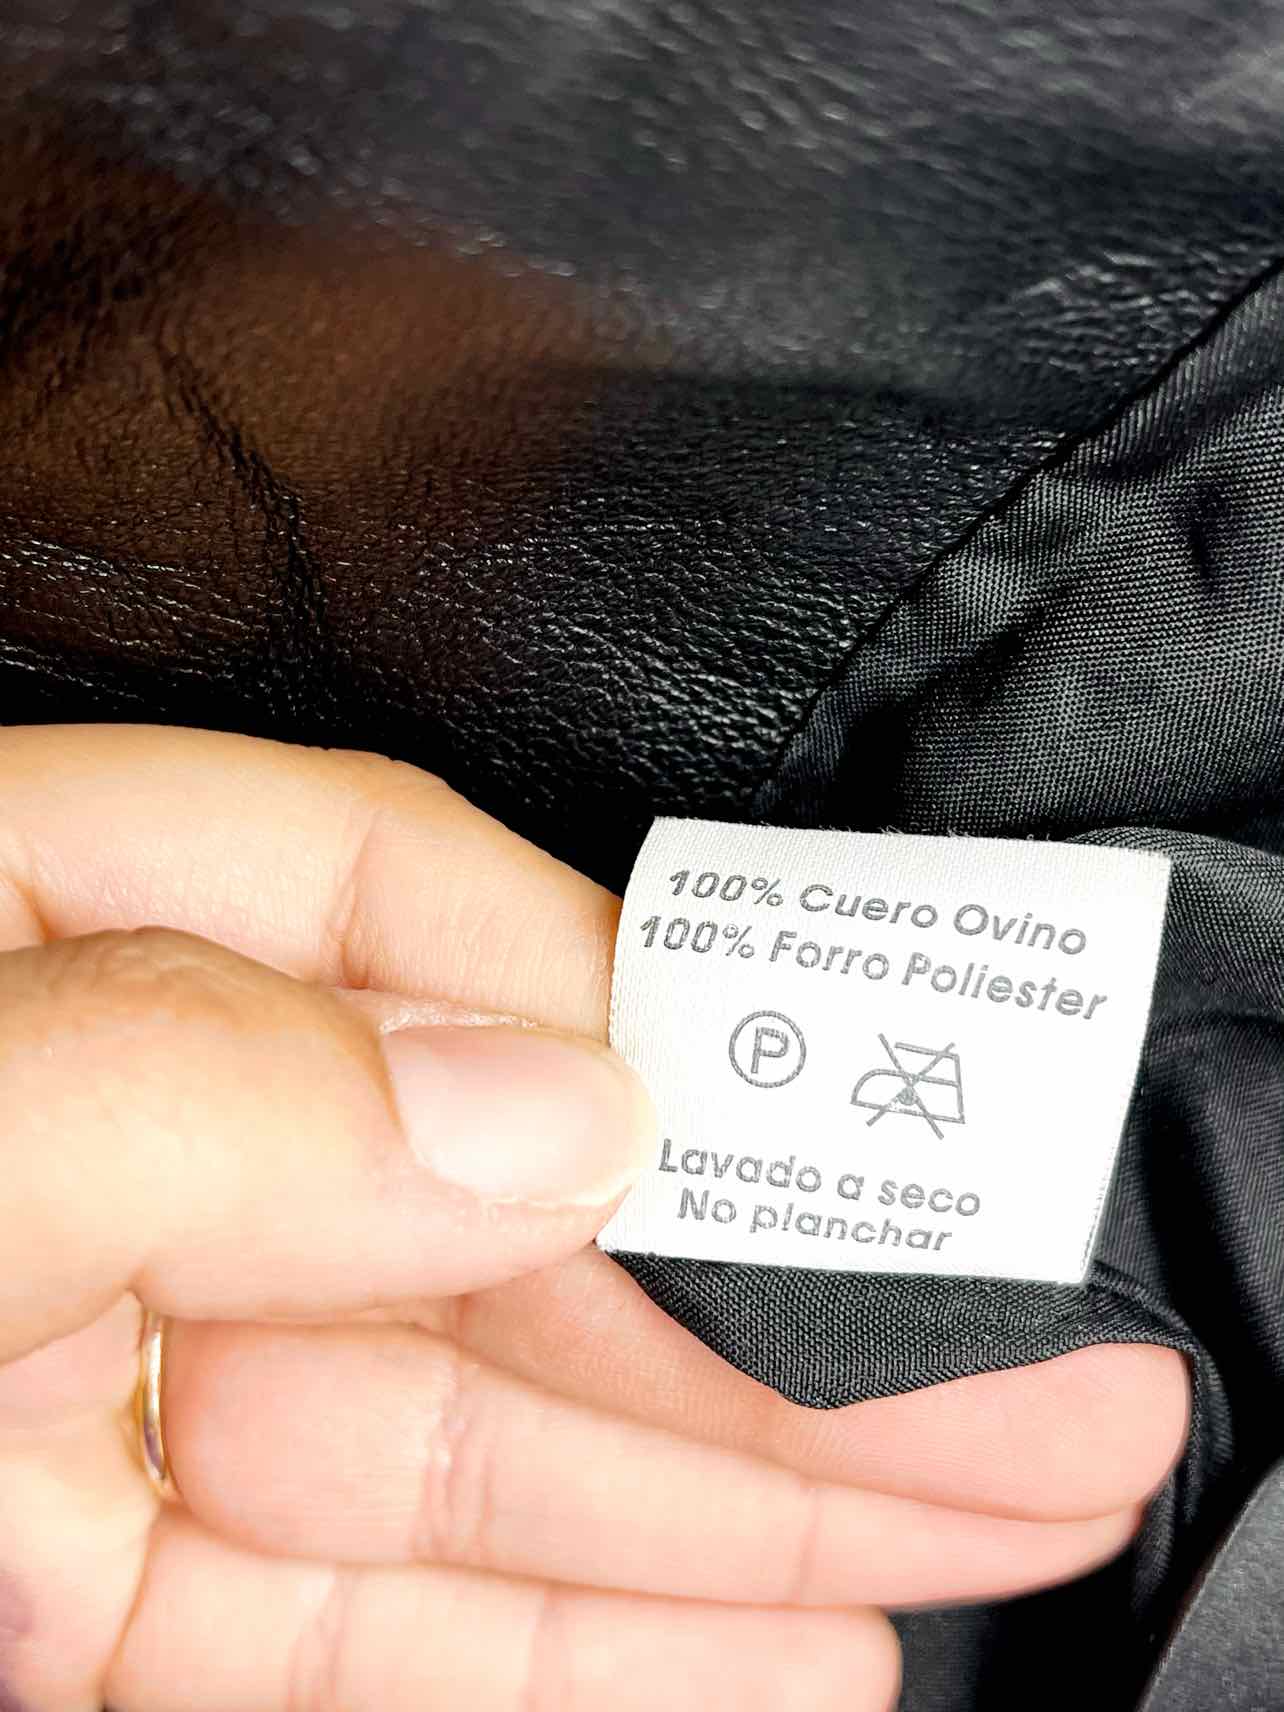 100% Cuero Ovino
100% Forro Poliester
P
Lavado a seco
No planchar